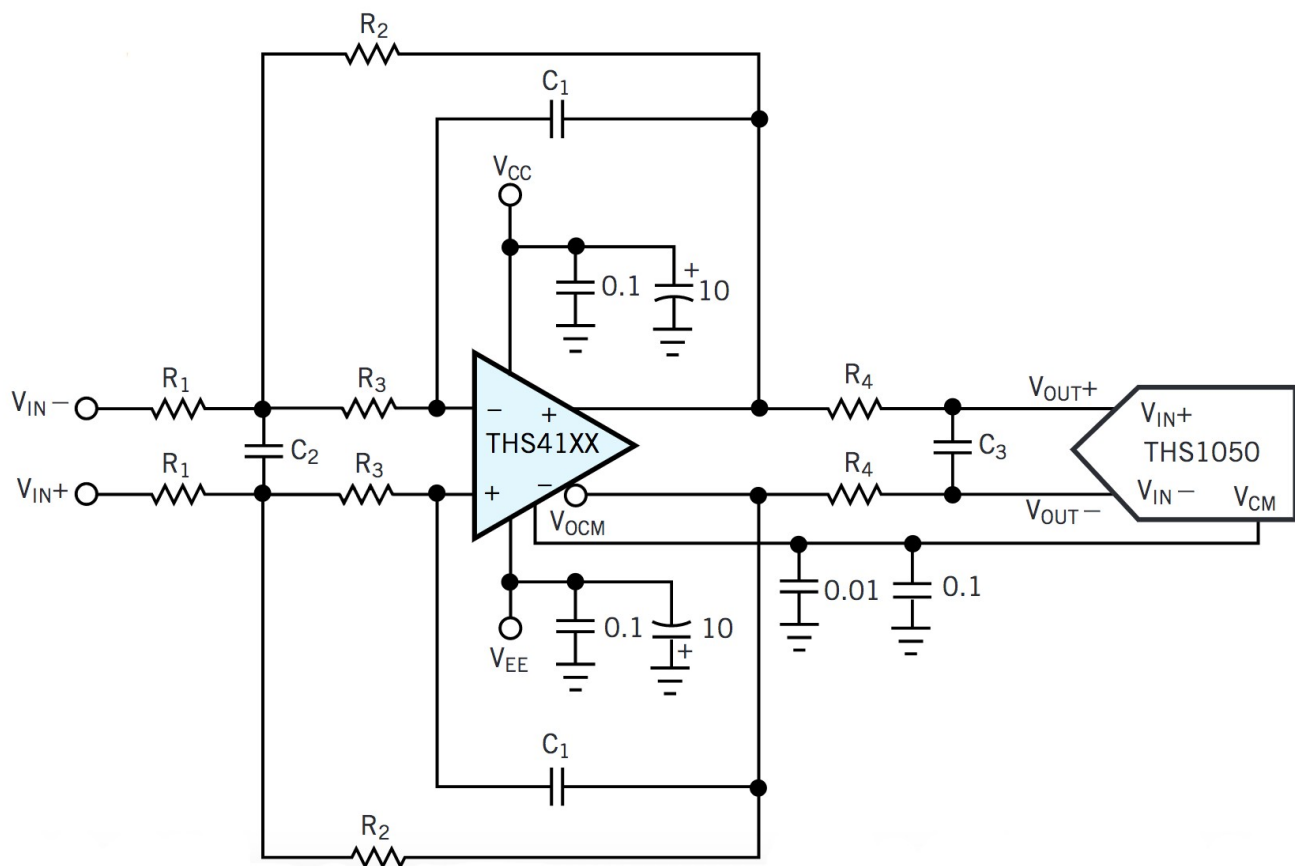 R2
C1
VCC
0.1
+
10
R1
R3
R4
VOUT+
VIN−
−
+
VIN+
THS41XX
THS1050
C2
C3
R1
R3
R4
VIN+
+
−
VIN−
VOCM
VOUT−
VCM
0.01
0.1
0.1
10
+
VEE
C1
R2